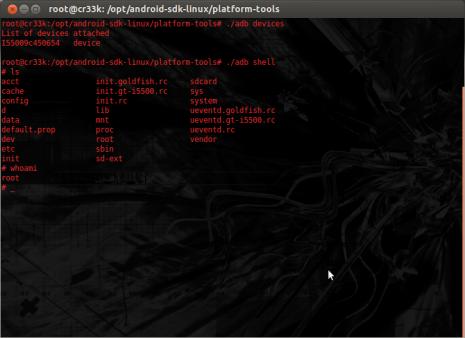 root@cr33k: /opt/android-sdk-linux/platform-tools
root@cr33k:/opt/android-sdk-linux/platform-tools# ./adb devices
List of devices attached
I55009c450654 device
root@cr33k:/opt/android-sdk-linux/platform-tools# ./adb shell
# ls
acct init.goldfish.rc sdcard
cache init.gt-i5500.rc sys
config init.rc system
d lib ueventd.goldfish.rc
data mnt ueventd.gt-i5500.rc
default.prop proc ueventd.rc
dev root vendor
etc sbin
init sd-ext
# whoami
root
# _